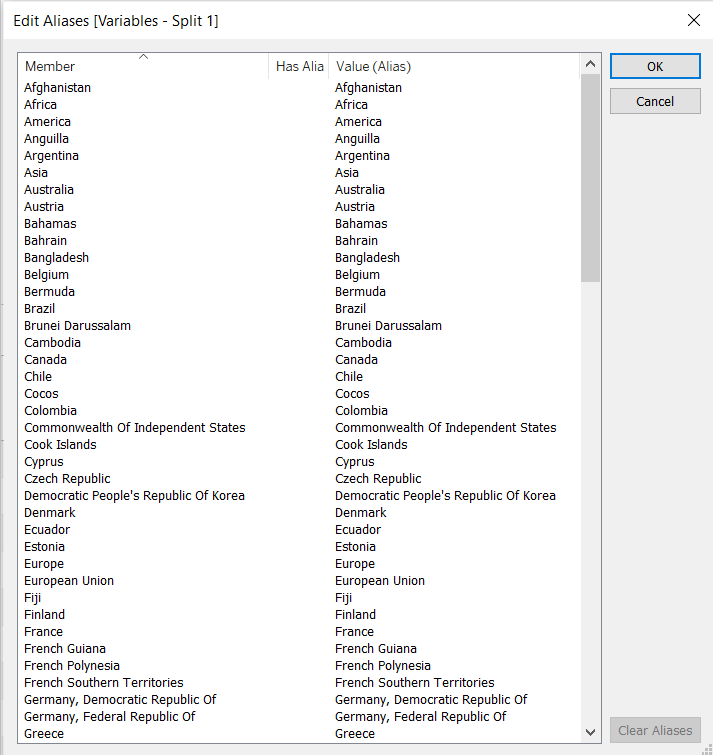 Edit Aliases [Variables - Split 1]
Member Has Alia Value (Alias)
OK
Cancel
Afghanistan Afghanistan
Africa Africa
America America
Anguilla Anguilla
Argentina Argentina
Asia Asia
Australia Australia
Austria Austria
Bahamas Bahamas
Bahrain Bahrain
Bangladesh Bangladesh
Belgium Belgium
Bermuda Bermuda
Brazil Brazil
Brunei Darussalam Brunei Darussalam
Cambodia Cambodia
Canada Canada
Chile Chile
Cocos Cocos
Colombia Colombia
Commonwealth Of Independent States Commonwealth Of Independent States
Cook Islands Cook Islands
Cyprus Cyprus
Czech Republic Czech Republic
Democratic People's Republic Of Korea Democratic People's Republic Of Korea
Denmark Denmark
Ecuador Ecuador
Estonia Estonia
Europe Europe
European Union European Union
Fiji Fiji
Finland Finland
France France
French Guiana French Guiana
French Polynesia French Polynesia
French Southern Territories French Southern Territories
Germany, Democratic Republic Of Germany, Democratic Republic Of
Germany, Federal Republic Of Germany, Federal Republic Of
Greece Greece
Clear Aliases